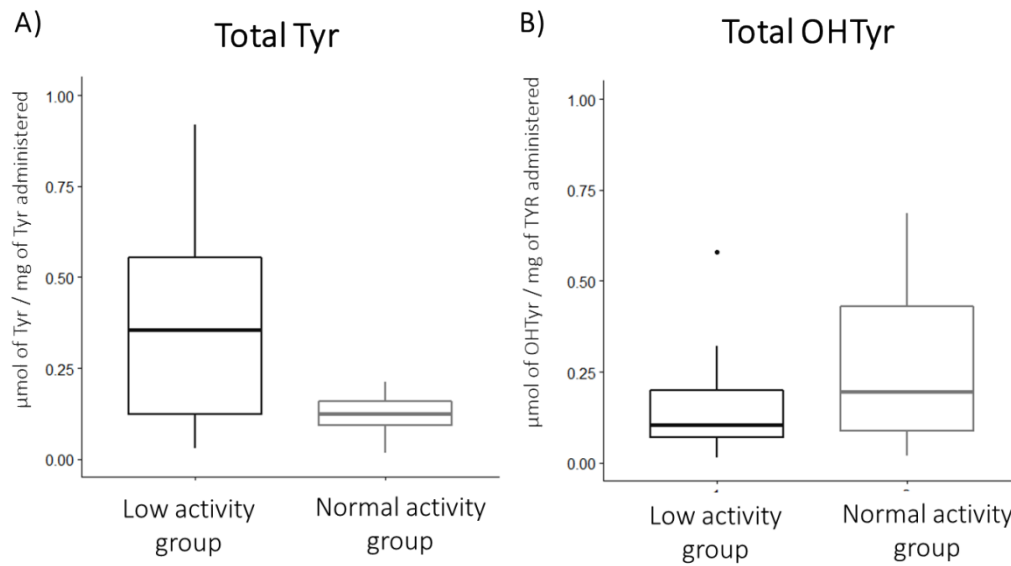 A)
Total Tyr
µmol of Tyr / mg of Tyr administered
1.00
0.75
0.50
0.25
0.00
Low activity
group
Normal activity
group
B)
Total OHTyr
µmol of OHTyr / mg of TYR administered
1.00
0.75
0.50
0.25
0.00
Low activity
group
Normal activity
group